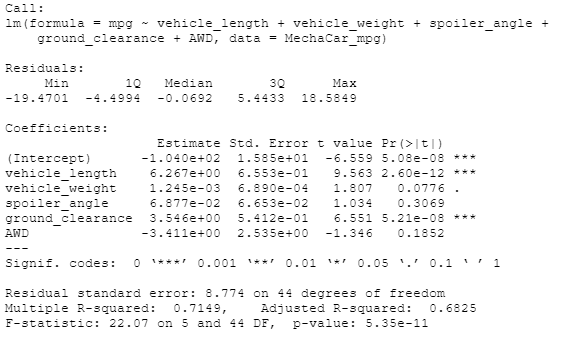 Call:
lm(formula = mpg ~ vehicle_length + vehicle_weight + spoiler_angle +
    ground_clearance + AWD, data = MechaCar_mpg)

Residuals:
     Min       1Q   Median       3Q      Max
-19.4701  -4.4994  -0.0692   5.4433  18.5849

Coefficients:
                   Estimate Std. Error t value Pr(>|t|)
(Intercept)      -1.040e+02  1.585e+01  -6.559 5.08e-08 ***
vehicle_length    6.267e+00  6.553e-01   9.563 2.60e-12 ***
vehicle_weight    1.245e-03  6.890e-04   1.807   0.0776 .
spoiler_angle     6.877e-02  6.653e-02   1.034   0.3069
ground_clearance  3.546e+00  5.412e-01   6.551 5.21e-08 ***
AWD              -3.411e+00  2.535e+00  -1.346   0.1852
---
Signif. codes:  0 ‘***’ 0.001 ‘**’ 0.01 ‘*’ 0.05 ‘.’ 0.1 ‘ ’ 1

Residual standard error: 8.774 on 44 degrees of freedom
Multiple R-squared:  0.7149,    Adjusted R-squared:  0.6825
F-statistic: 22.07 on 5 and 44 DF,  p-value: 5.35e-11